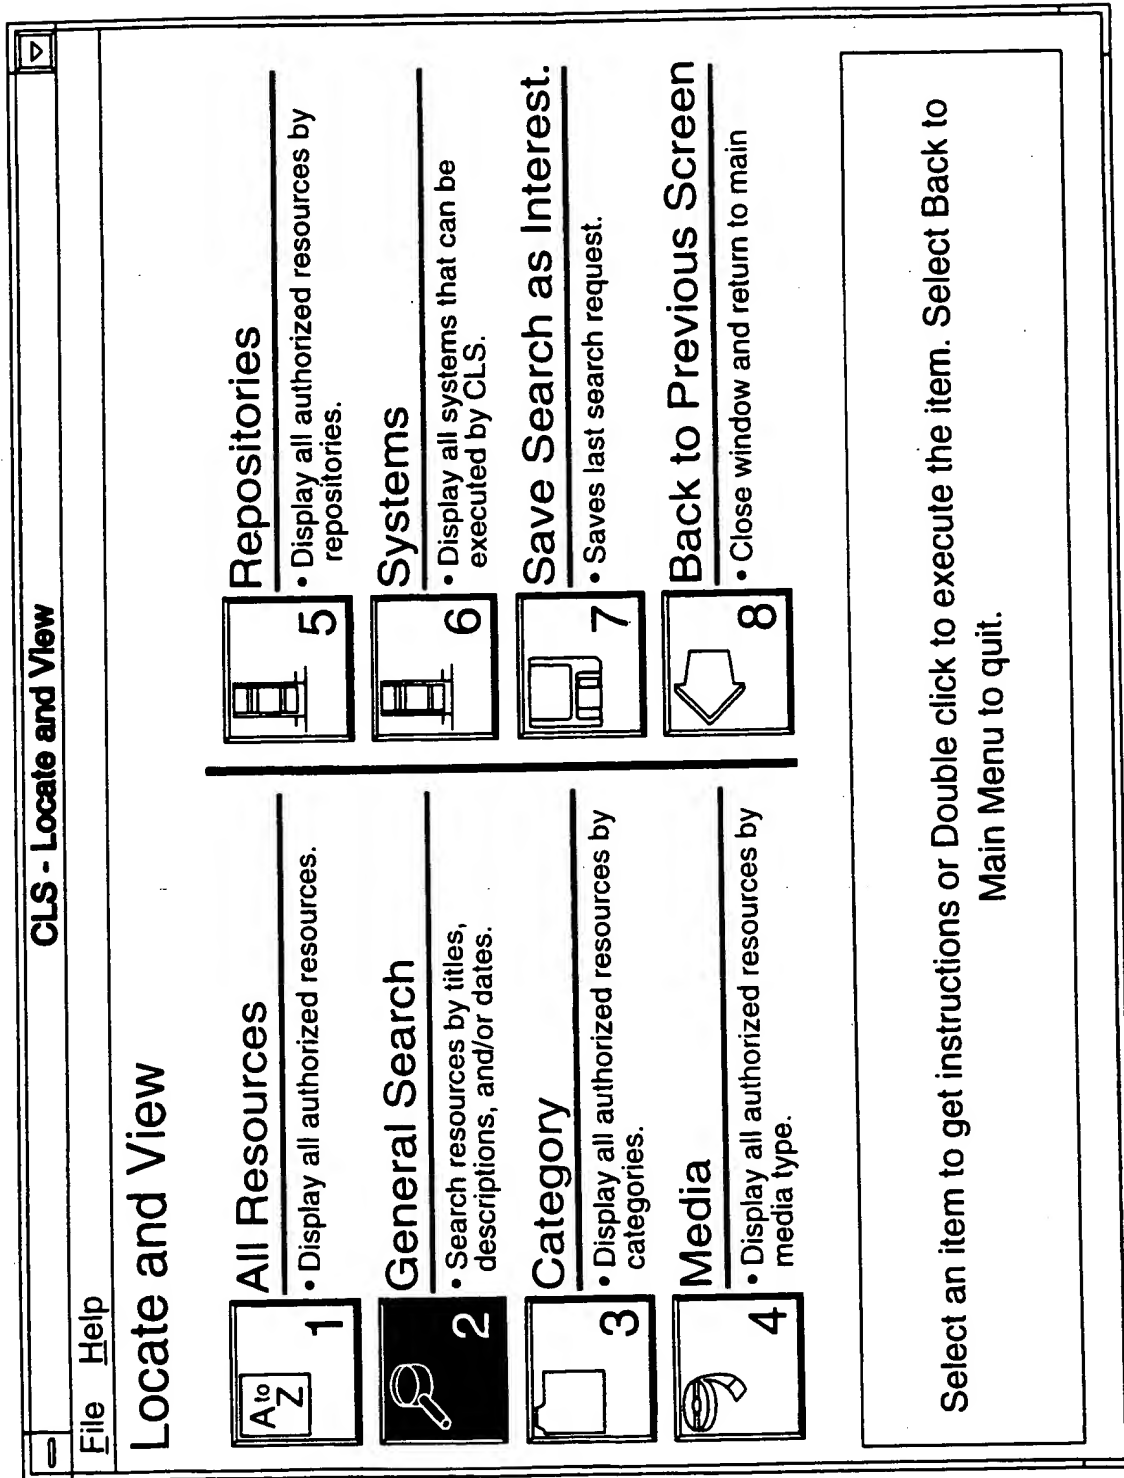 CLS - Locate and View
File Help
Locate and View
A to
Z
1
All Resources
• Display all authorized resources.
2
General Search
• Search resources by titles,
descriptions, and/or dates.
3
Category
• Display all authorized resources by
categories.
4
Media
• Display all authorized resources by
media type.
5
Repositories
• Display all authorized resources by
repositories.
6
Systems
• Display all systems that can be
executed by CLS.
7
Save Search as Interest.
• Saves last search request.
8
Back to Previous Screen
• Close window and return to main
Select an item to get instructions or Double click to execute the item. Select Back to
Main Menu to quit.